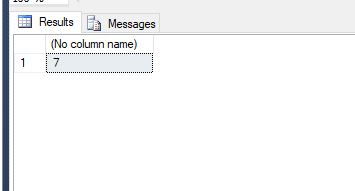 Results Messages
(No column name)
1 7